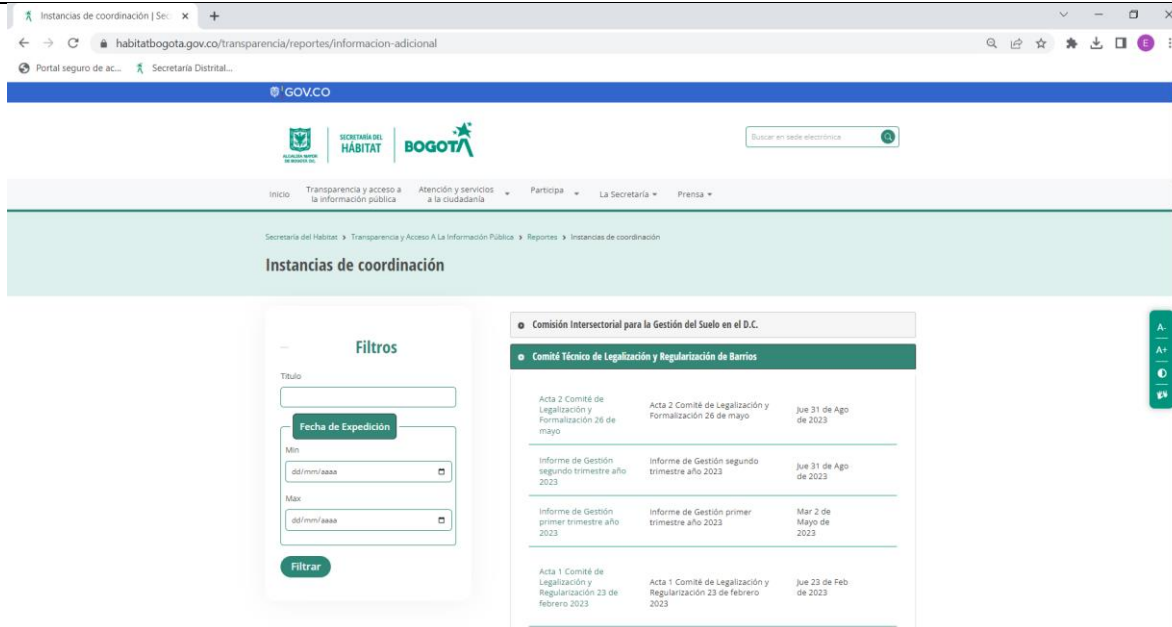 Instancias de coordinación | Sec
habitatbogota.gov.co/transparencia/reportes/informacion-adicional
E
Portal seguro de ac...
Secretaría Distrital...
GOV.CO
ALCALDÍA MAYOR
DE BOGOTÁ D.C.
SECRETARÍA DEL
HÁBITAT
BOGOTÁ
Buscar en sede electrónica
Inicio
Transparencia y acceso a
la información pública
Atención y servicios
a la ciudadanía
Participa
La Secretaría
Prensa
Secretaría del Habitat > Transparencia y Acceso A La Información Pública > Reportes > Instancias de coordinación
Instancias de coordinación
Filtros
Titulo
Fecha de Expedición
Min
dd/mm/aaaa
Max
dd/mm/aaaa
Filtrar
Comisión Intersectorial para la Gestión del Suelo en el D.C.
Comité Técnico de Legalización y Regularización de Barrios
Acta 2 Comité de
Legalización y
Formalización 26 de
mayo
Acta 2 Comité de Legalización y
Formalización 26 de mayo
Jue 31 de Ago
de 2023
Informe de Gestión
segundo trimestre año
2023
Informe de Gestión segundo
trimestre año 2023
Jue 31 de Ago
de 2023
Informe de Gestión
primer trimestre año
2023
Informe de Gestión primer
trimestre año 2023
Mar 2 de
Mayo de
2023
Acta 1 Comité de
Legalización y
Regularización 23 de
febrero 2023
Acta 1 Comité de Legalización y
Regularización 23 de febrero
2023
Jue 23 de Feb
de 2023
A-
A+